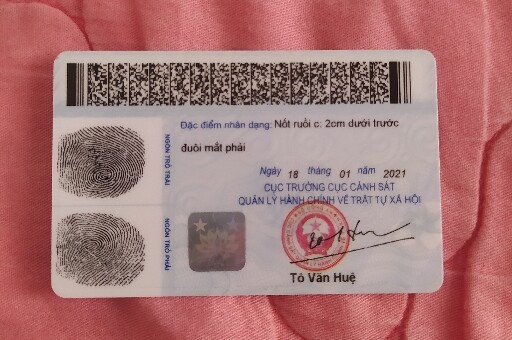 Đặc điểm nhân dạng: Nốt ruồi c: 2cm dưới trước
đuôi mắt phải
Ngày 18 tháng 01 năm 2021
CỤC TRƯỞNG CỤC CẢNH SÁT
QUẢN LÝ HÀNH CHÍNH VỀ TRẬT TỰ XÃ HỘI
NGÓN TRỎ TRÁI
NGÓN TRỎ PHẢI
Tô Văn Huệ